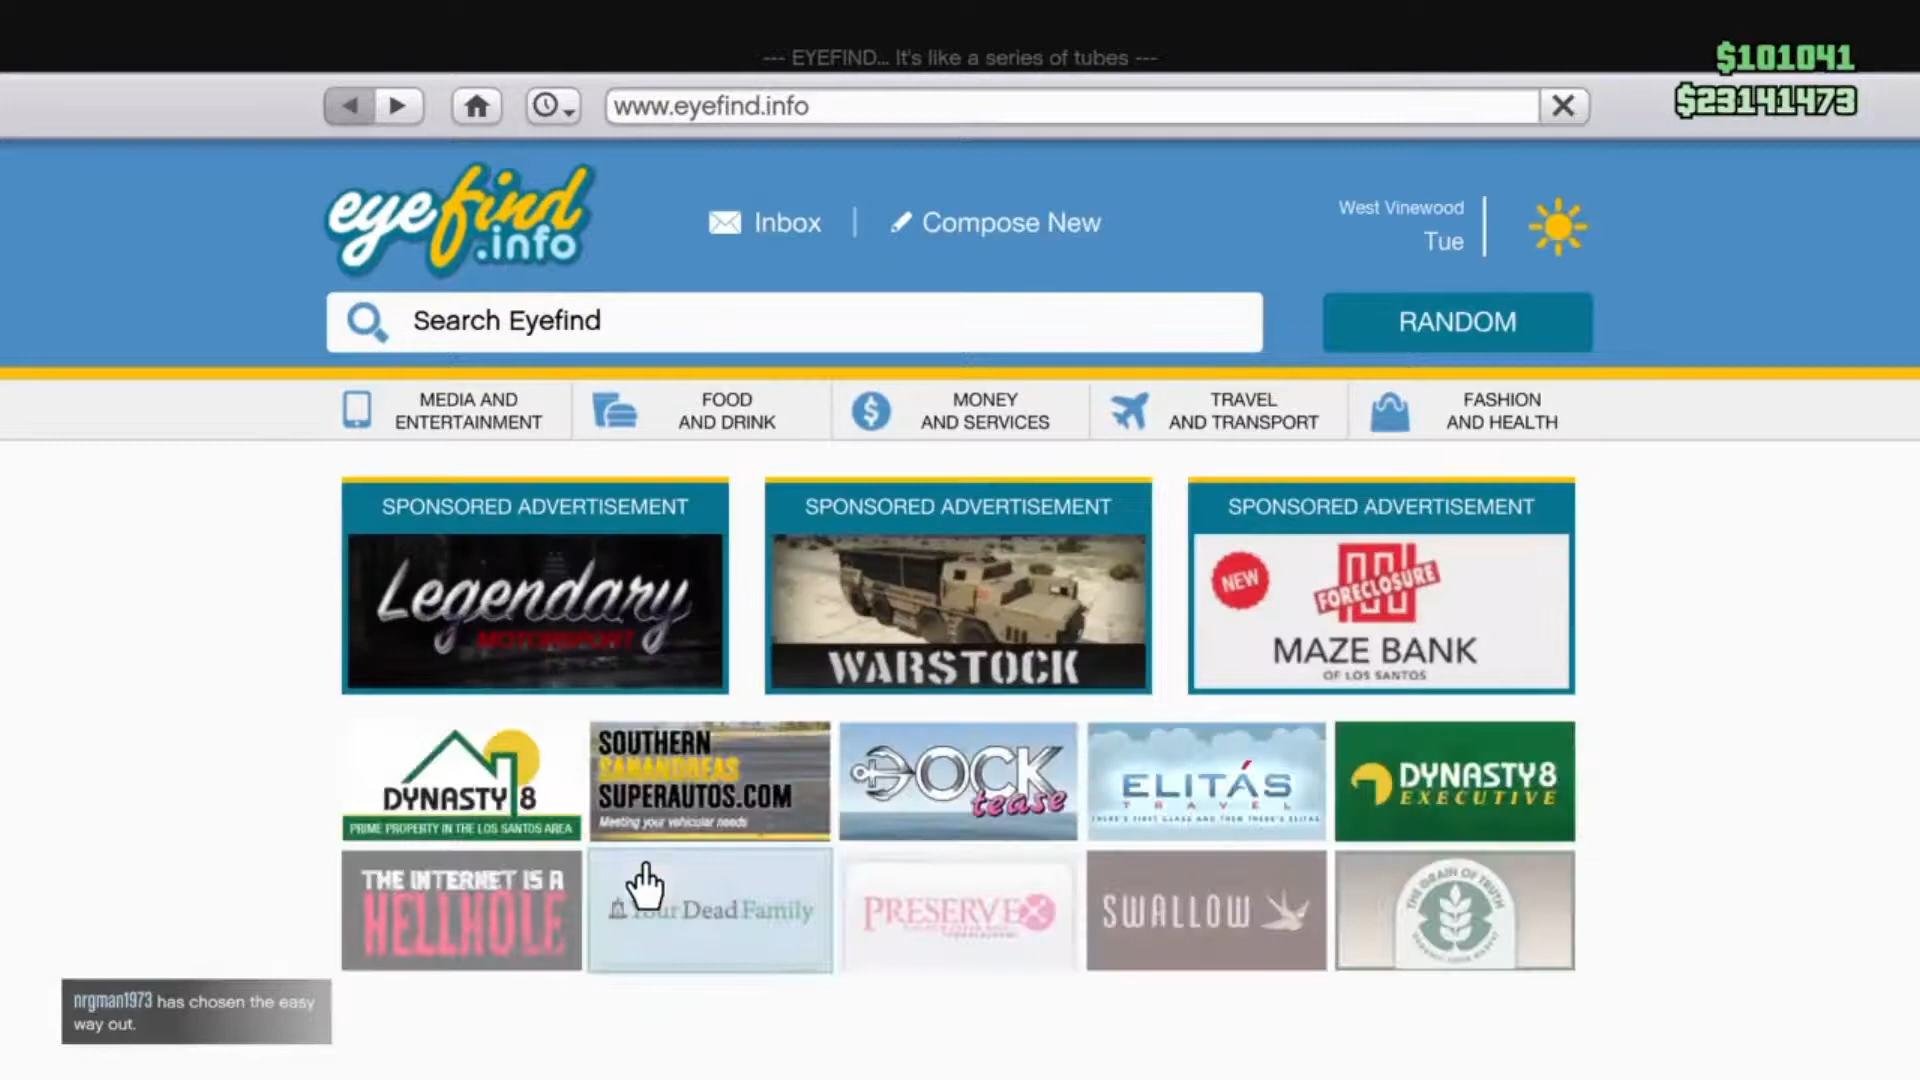 --- EYEFIND... It's like a series of tubes ---
$101041
$23141473
www.eyefind.info
eyefind
.info
Inbox
Compose New
West Vinewood
Tue
Search Eyefind
RANDOM
MEDIA AND
ENTERTAINMENT
FOOD
AND DRINK
MONEY
AND SERVICES
TRAVEL
AND TRANSPORT
FASHION
AND HEALTH
SPONSORED ADVERTISEMENT
Legendary
MOTORSPORT
SPONSORED ADVERTISEMENT
WARSTOCK
SPONSORED ADVERTISEMENT
NEW
FORECLOSURE
MAZE BANK
OF LOS SANTOS
DYNASTY 8
PRIME PROPERTY IN THE LOS SANTOS AREA
SOUTHERN
SANANDREAS
SUPERAUTOS.COM
Meeting your vehicular needs
DOCK
tease
ELITÁS
TRAVEL
THERE'S FIRST CLASS AND THEN THERE'S ELITAS
DYNASTY 8
EXECUTIVE
THE INTERNET IS A
HELLHOLE
Your Dead Family
PRESERVEX
SWALLOW
THE GRAIN OF TRUTH
nrgman1973 has chosen the easy
way out.